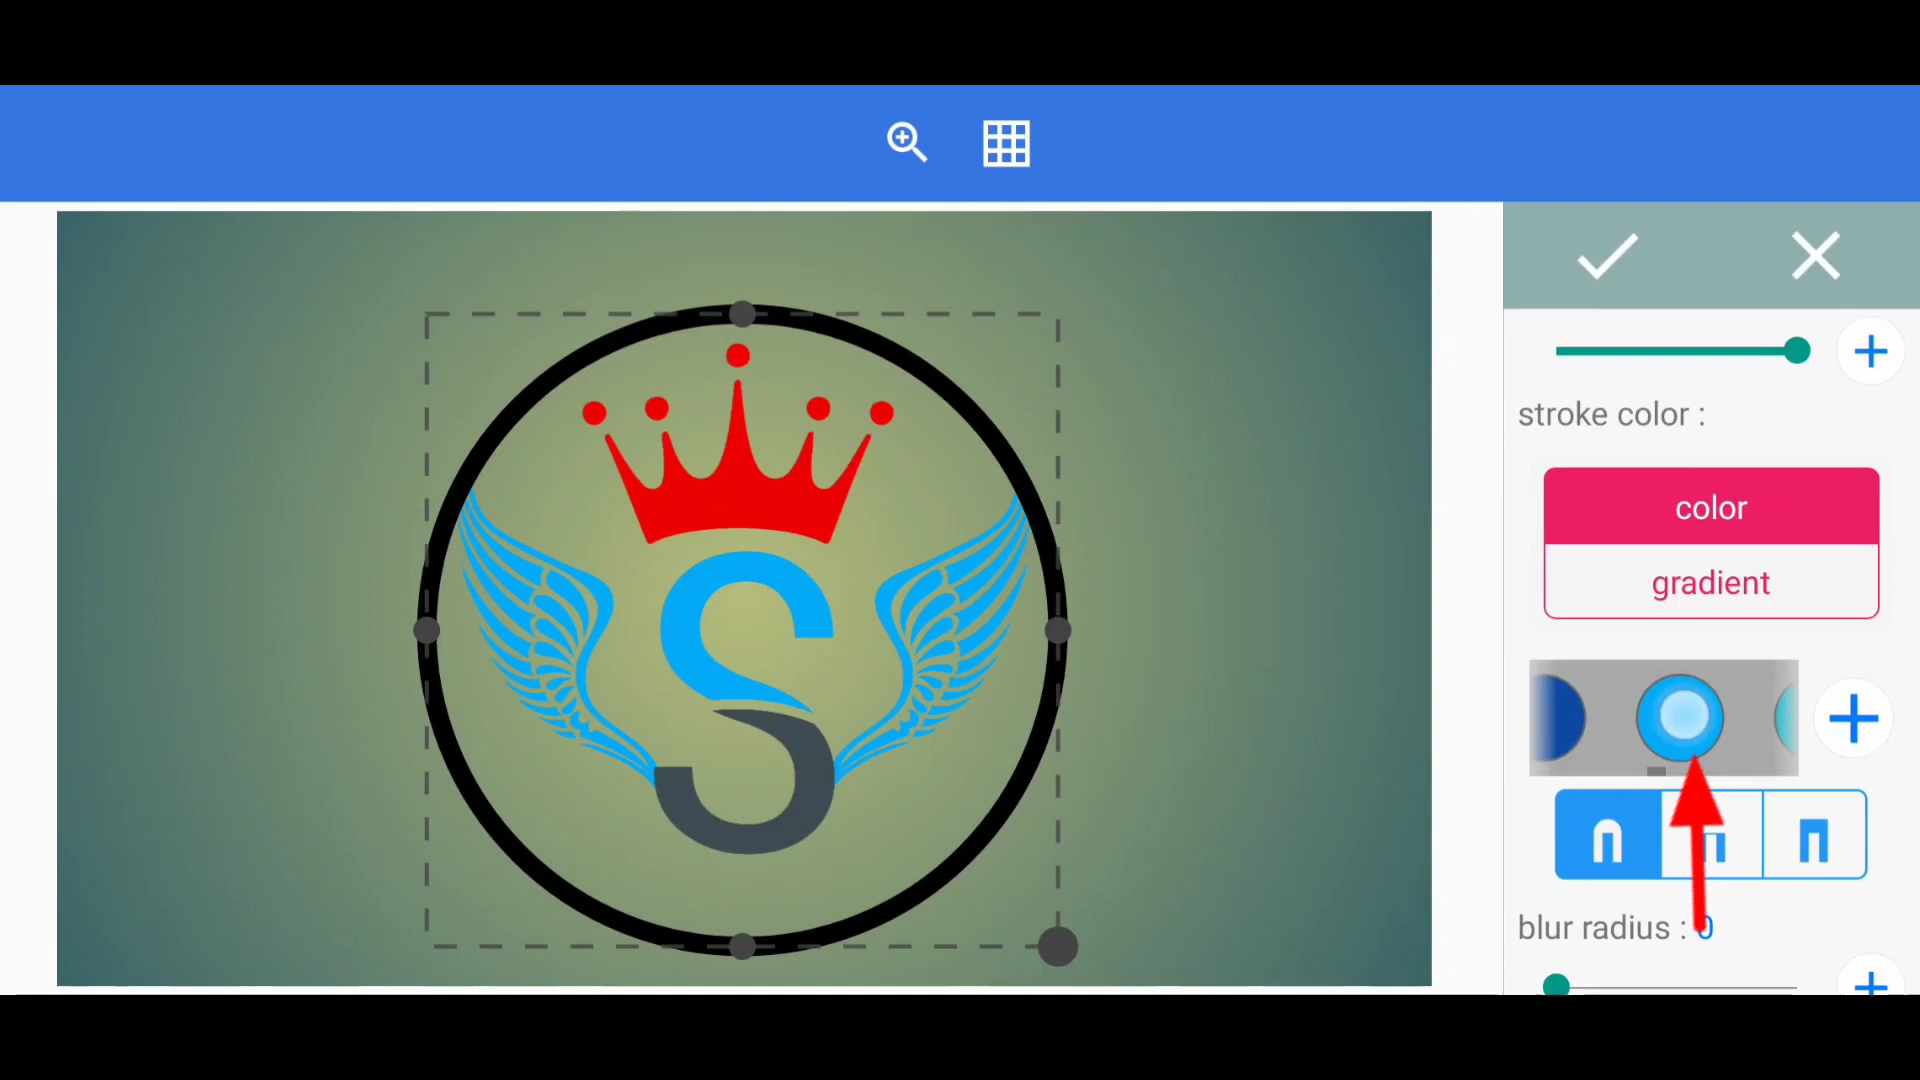 S
stroke color :
color
gradient
blur radius : 0